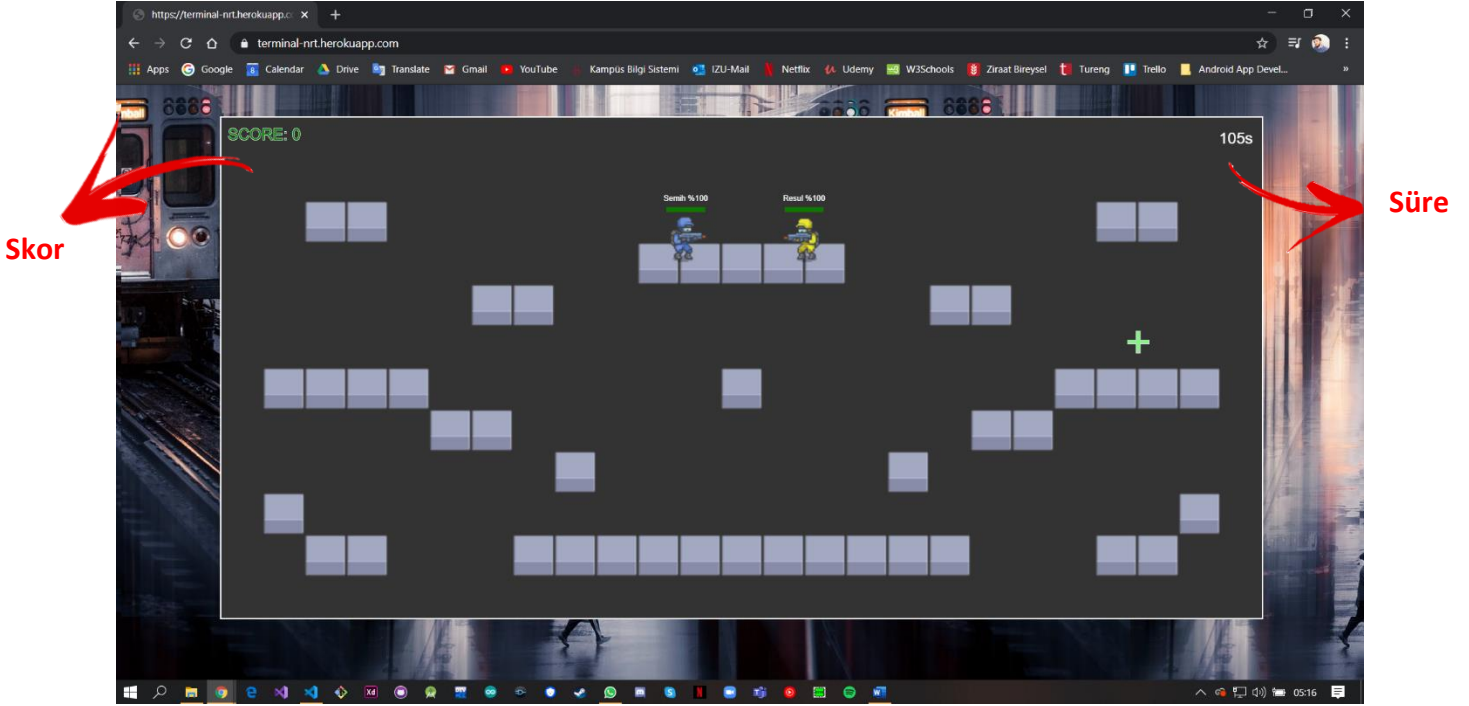 https://terminal-nrt.herokuapp.c
terminal-nrt.herokuapp.com
Apps Google Calendar Drive Translate Gmail YouTube Kampüs Bilgi Sistemi IZU-Mail Netflix Udemy W3Schools Ziraat Bireysel Tureng Trello Android App Devel... »
Kimball
SCORE: 0
105s
Semih %100
Resul %100
Skor
Süre
05:16